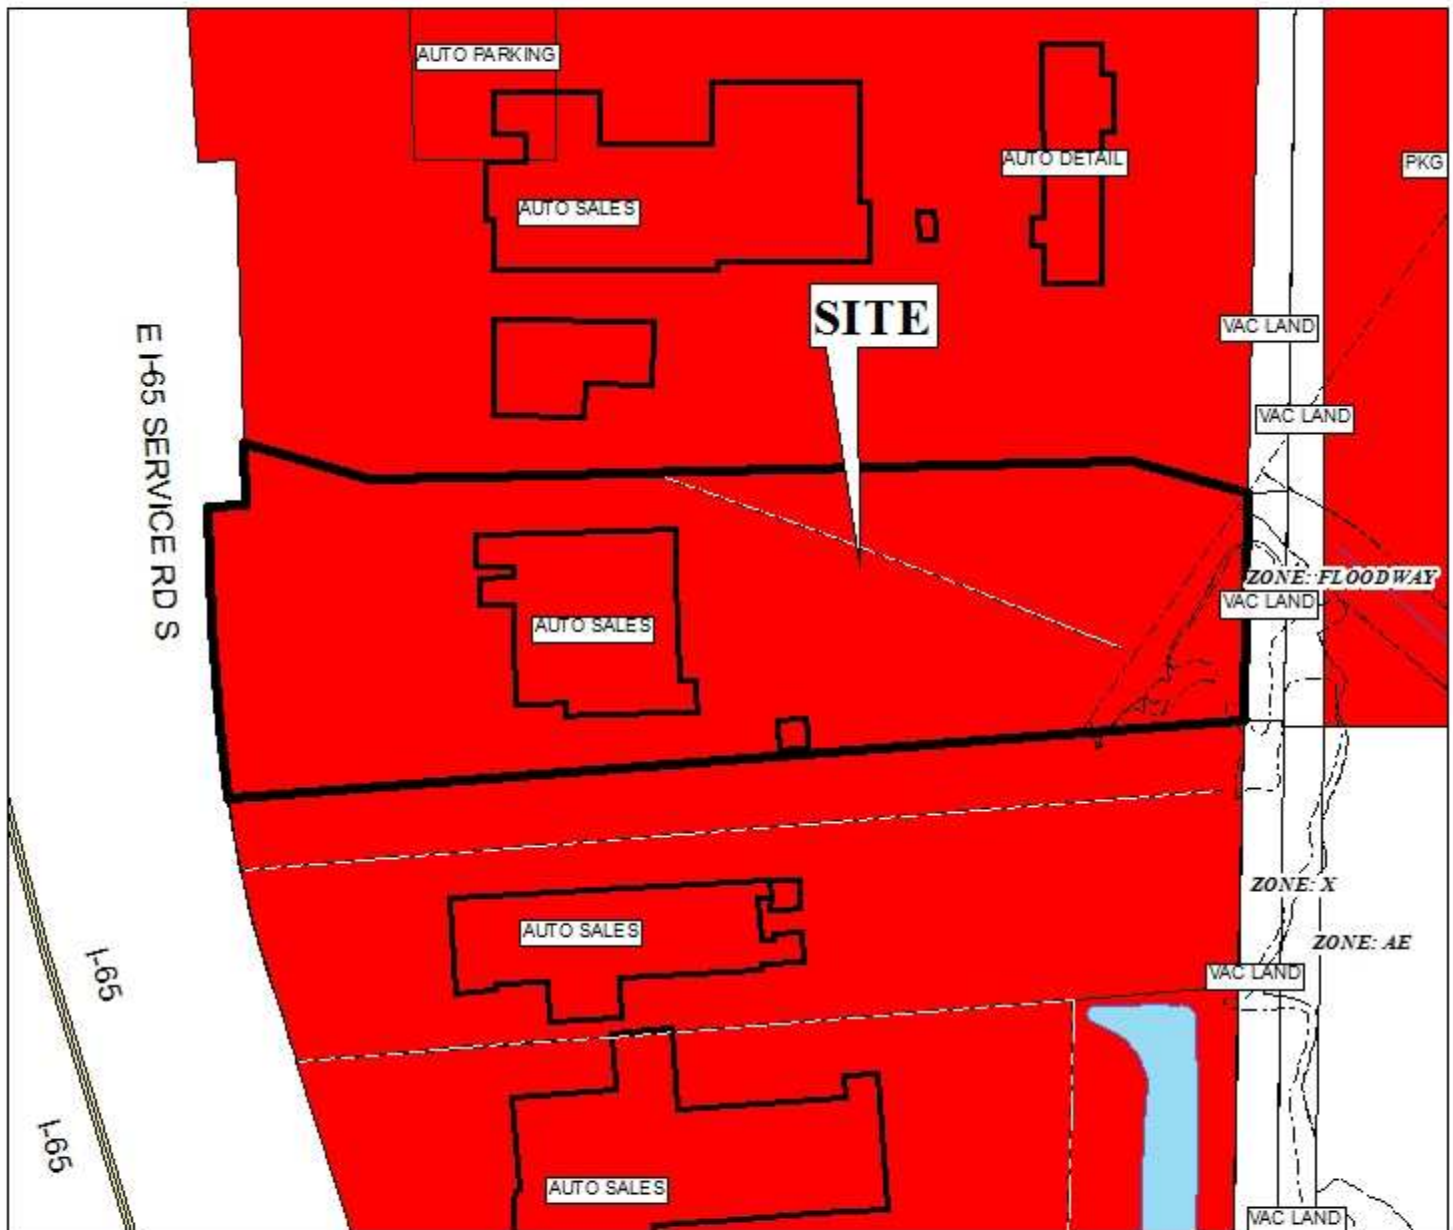 AUTO PARKING
AUTO DETAIL
PKG
AUTO SALES
SITE
VAC LAND
VAC LAND
E I-65 SERVICE RD S
ZONE: FLOODWAY
VAC LAND
AUTO SALES
ZONE: X
AUTO SALES
ZONE: AE
I-65
VAC LAND
I-65
AUTO SALES
VAC LAND